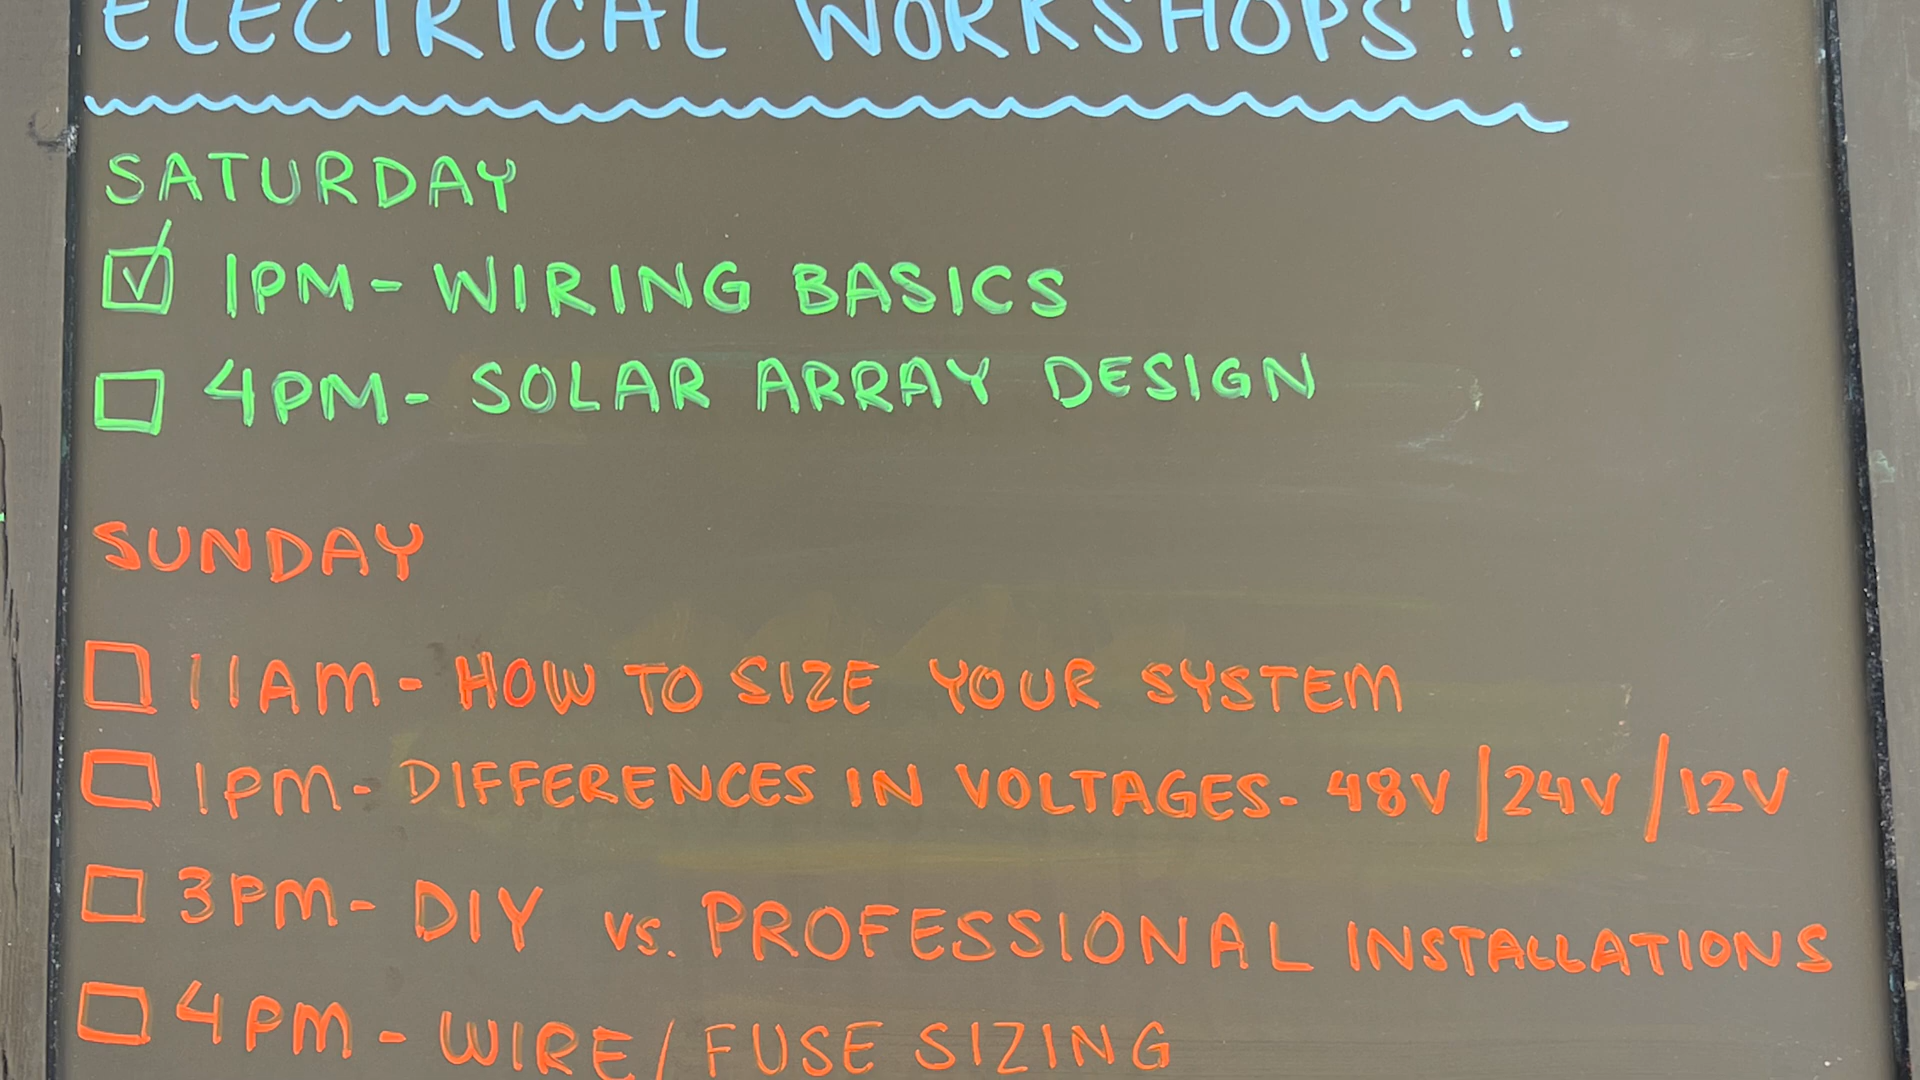 ELECTRICAL WORKSHOPS!!
SATURDAY
1PM- WIRING BASICS
4PM- SOLAR ARRAY DESIGN
SUNDAY
11AM- HOW TO SIZE YOUR SYSTEM
1PM- DIFFERENCES IN VOLTAGES- 48V/24V/12V
3PM- DIY vs. PROFESSIONAL INSTALLATIONS
4PM- WIRE/FUSE SIZING